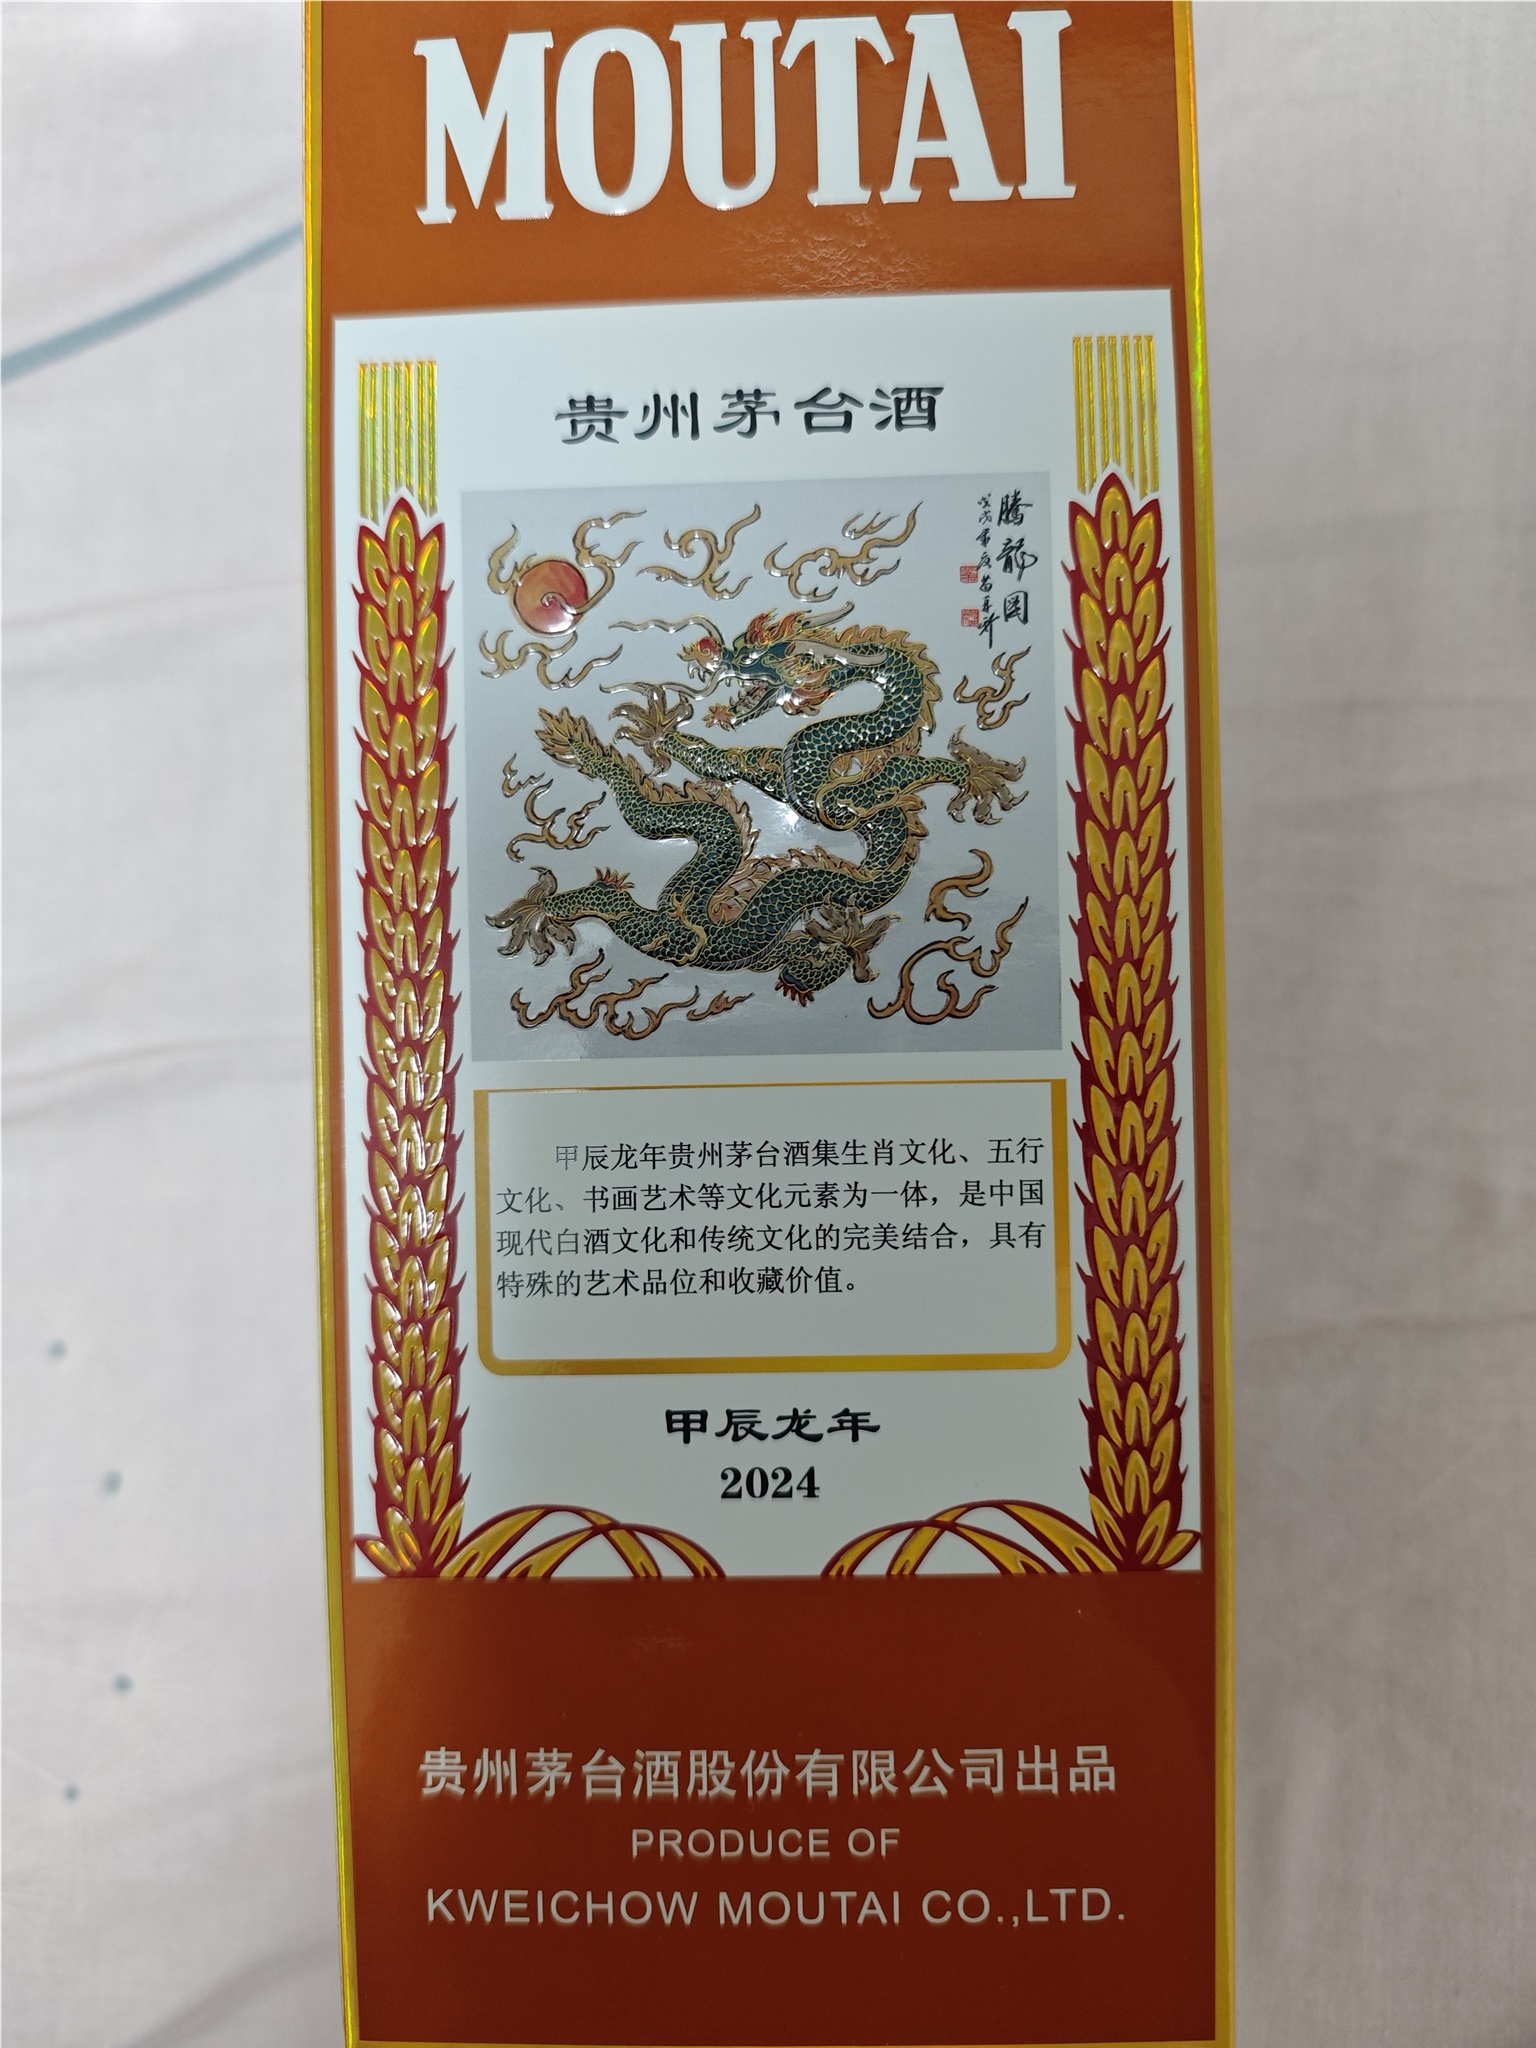 MOUTAI
贵州茅台酒
腾龙图
甲辰龙年贵州茅台酒集生肖文化、五行
文化、书画艺术等文化元素为一体，是中国
现代白酒文化和传统文化的完美结合，具有
特殊的艺术品位和收藏价值。
甲辰龙年
2024
贵州茅台酒股份有限公司出品
PRODUCE OF
KWEICHOW MOUTAI CO.,LTD.